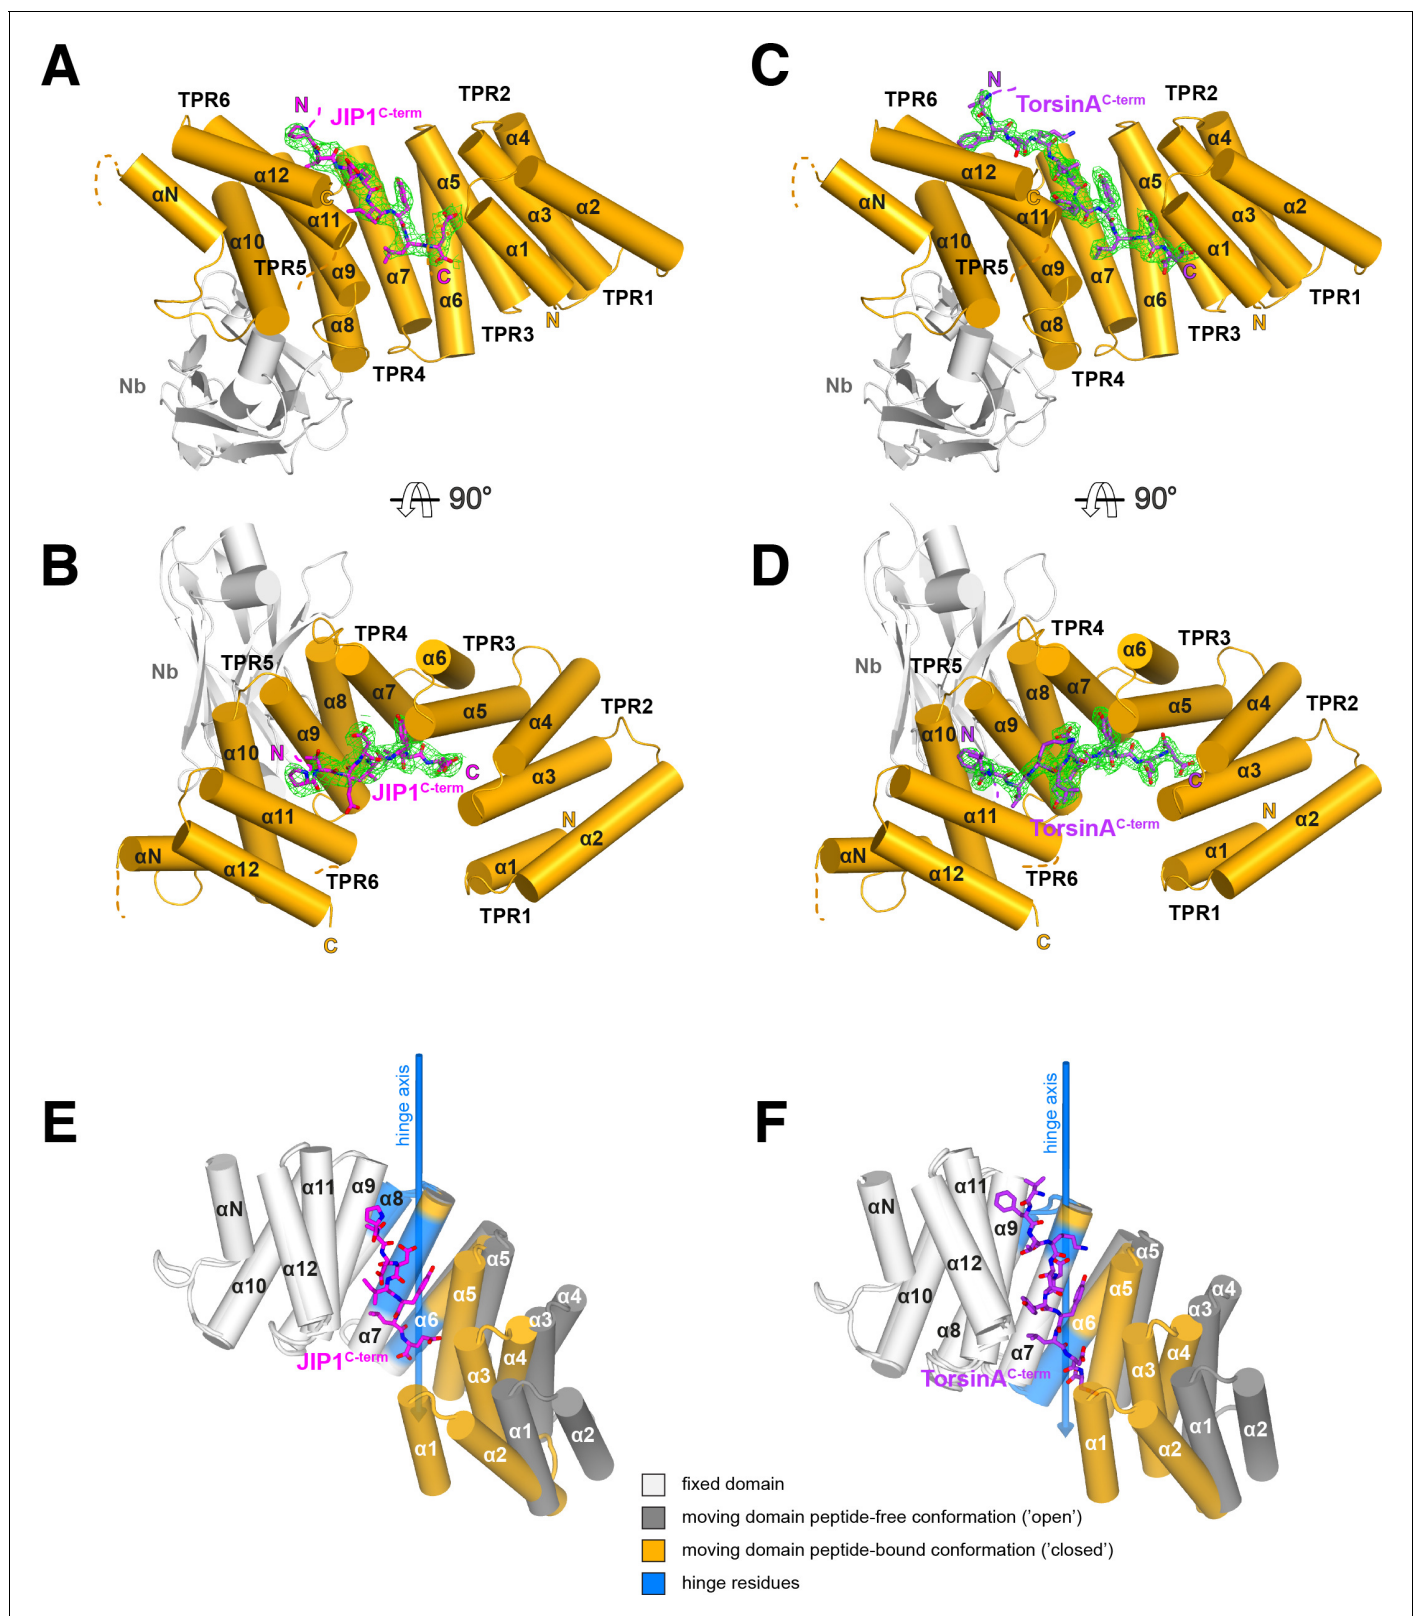 A
TPR6
N
JIP1C-term
TPR2
α4
αN
α12
C
α5
α2
α11
α3
α10
α1
TPR5
α9
α7
C
α6
TPR1
α8
TPR3
N
TPR4
Nb
90°
C
TPR6
N
TorsinAC-term
TPR2
α4
αN
α12
C
α5
α2
α11
α3
α10
α1
TPR5
α9
α7
C
α6
TPR1
α8
TPR3
N
TPR4
Nb
90°
B
Nb
TPR5
TPR4
α6
TPR3
α8
α7
α5
α4
TPR2
α9
α10
N
C
α3
JIP1C-term
α11
N
α2
αN
α12
TPR6
α1
TPR1
C
D
Nb
TPR5
TPR4
α6
TPR3
α8
α7
α5
α4
TPR2
α9
α10
N
C
α3
TorsinAC-term
α11
N
α2
αN
α12
TPR6
α1
TPR1
C
E
hinge axis
αN
α11
α9
α8
α10
α12
α5
α4
α3
α6
α7
α4
JIP1C-term
α3
α1
α2
α1
α2
F
hinge axis
αN
α11
α9
α12
α5
α10
α5
α4
α3
α8
α6
α7
α4
TorsinAC-term
α3
α1
α2
α1
α2
fixed domain
moving domain peptide-free conformation ('open')
moving domain peptide-bound conformation ('closed')
hinge residues